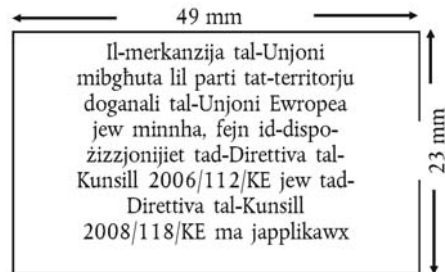 49 mm
Il-merkanzija tal-Unjoni
mibgħuta lil parti tat-territorju
doganali tal-Unjoni Ewropea
jew minnha, fejn id-dispo-
żizzjonijiet tad-Direttiva tal-
Kunsill 2006/112/KE jew tad-
Direttiva tal-Kunsill
2008/118/KE ma japplikawx
23 mm